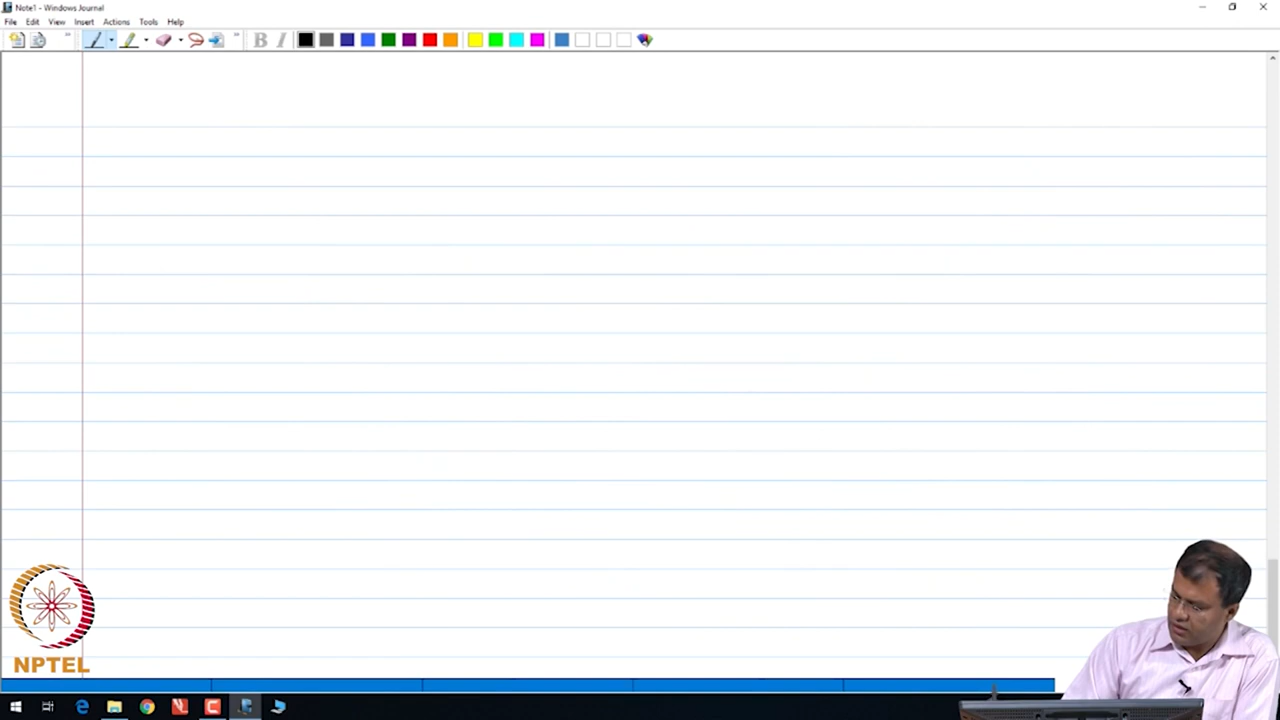 Note1 - Windows Journal
File Edit View Insert Actions Tools Help
B I
NPTEL